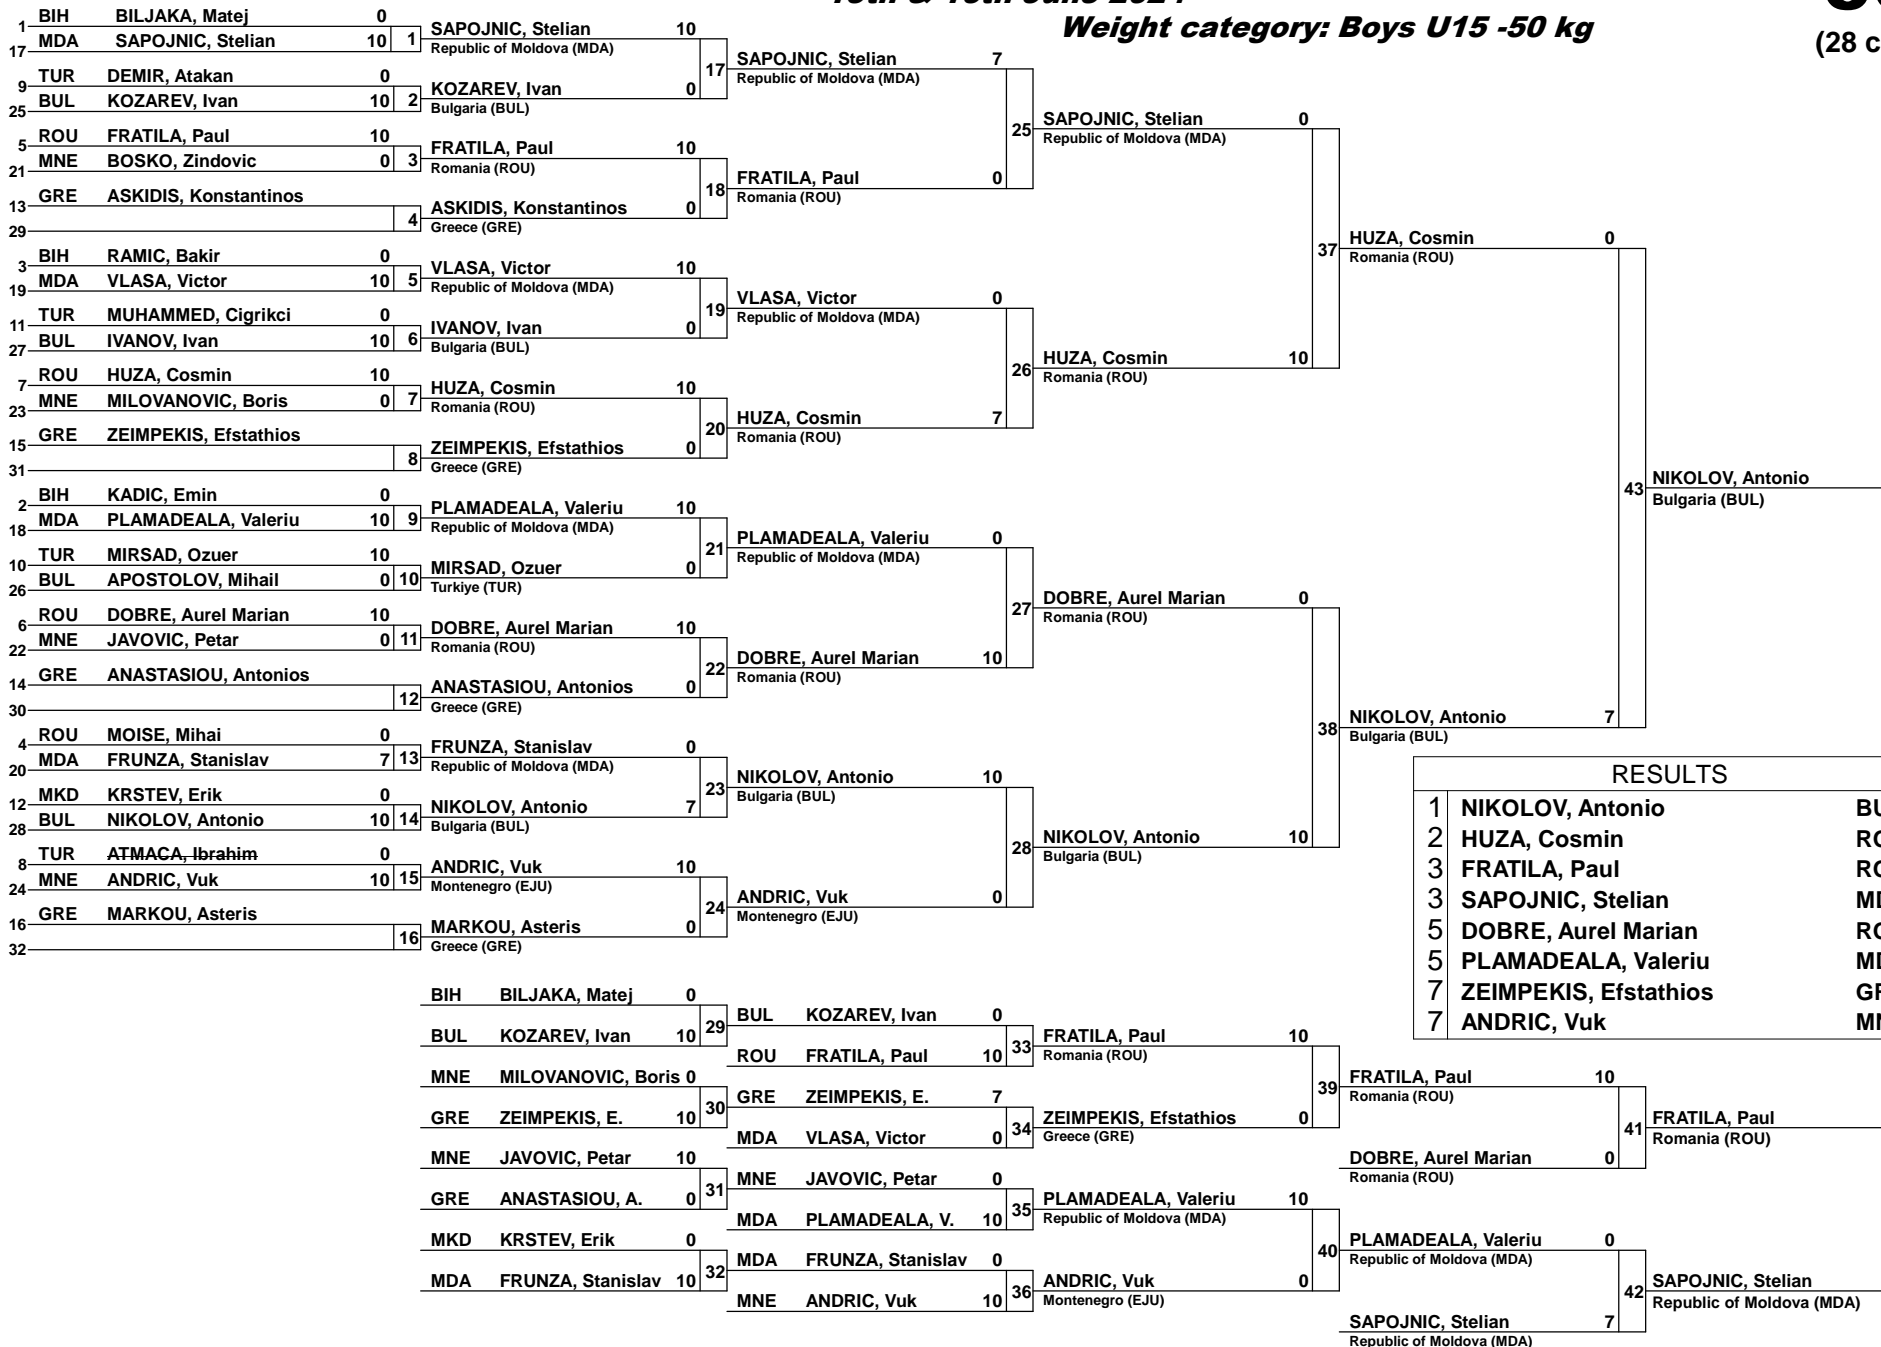 Weight category: Boys U15 -50 kg
(28 c
1 BIH BILJAKA, Matej 0
17 MDA SAPOJNIC, Stelian 10 1
9 TUR DEMIR, Atakan 0
25 BUL KOZAREV, Ivan 10 2
5 ROU FRATILA, Paul 10
21 MNE BOSKO, Zindovic 0 3
13 GRE ASKIDIS, Konstantinos
29 4
3 BIH RAMIC, Bakir 0
19 MDA VLASA, Victor 10 5
11 TUR MUHAMMED, Cigrikci 0
27 BUL IVANOV, Ivan 10 6
7 ROU HUZA, Cosmin 10
23 MNE MILOVANOVIC, Boris 0 7
15 GRE ZEIMPEKIS, Efstathios
31 8
2 BIH KADIC, Emin 0
18 MDA PLAMADEALA, Valeriu 10 9
10 TUR MIRSAD, Ozuer 10
26 BUL APOSTOLOV, Mihail 0 10
6 ROU DOBRE, Aurel Marian 10
22 MNE JAVOVIC, Petar 0 11
14 GRE ANASTASIOU, Antonios
30 12
4 ROU MOISE, Mihai 0
20 MDA FRUNZA, Stanislav 7 13
12 MKD KRSTEV, Erik 0
28 BUL NIKOLOV, Antonio 10 14
8 TUR ATMACA, Ibrahim 0
24 MNE ANDRIC, Vuk 10 15
16 GRE MARKOU, Asteris
32 16
SAPOJNIC, Stelian 10
Republic of Moldova (MDA)
17
KOZAREV, Ivan 0
Bulgaria (BUL)
FRATILA, Paul 10
Romania (ROU)
18
ASKIDIS, Konstantinos 0
Greece (GRE)
VLASA, Victor 10
Republic of Moldova (MDA)
19
IVANOV, Ivan 0
Bulgaria (BUL)
HUZA, Cosmin 10
Romania (ROU)
20
ZEIMPEKIS, Efstathios 0
Greece (GRE)
PLAMADEALA, Valeriu 10
Republic of Moldova (MDA)
21
MIRSAD, Ozuer 0
Turkiye (TUR)
DOBRE, Aurel Marian 10
Romania (ROU)
22
ANASTASIOU, Antonios 0
Greece (GRE)
FRUNZA, Stanislav 0
Republic of Moldova (MDA)
23
NIKOLOV, Antonio 7
Bulgaria (BUL)
ANDRIC, Vuk 10
Montenegro (EJU)
24
MARKOU, Asteris 0
Greece (GRE)
SAPOJNIC, Stelian 7
Republic of Moldova (MDA)
25
FRATILA, Paul 0
Romania (ROU)
VLASA, Victor 0
Republic of Moldova (MDA)
26
HUZA, Cosmin 7
Romania (ROU)
PLAMADEALA, Valeriu 0
Republic of Moldova (MDA)
27
DOBRE, Aurel Marian 10
Romania (ROU)
NIKOLOV, Antonio 10
Bulgaria (BUL)
28
ANDRIC, Vuk 0
Montenegro (EJU)
SAPOJNIC, Stelian 0
Republic of Moldova (MDA)
37
HUZA, Cosmin 10
Romania (ROU)
DOBRE, Aurel Marian 0
Romania (ROU)
38
NIKOLOV, Antonio 10
Bulgaria (BUL)
HUZA, Cosmin 0
Romania (ROU)
43
NIKOLOV, Antonio 7
Bulgaria (BUL)
NIKOLOV, Antonio
Bulgaria (BUL)
RESULTS
1 NIKOLOV, Antonio BU
2 HUZA, Cosmin RO
3 FRATILA, Paul RO
3 SAPOJNIC, Stelian MD
5 DOBRE, Aurel Marian RO
5 PLAMADEALA, Valeriu MD
7 ZEIMPEKIS, Efstathios GR
7 ANDRIC, Vuk MN
BIH BILJAKA, Matej 0
29
BUL KOZAREV, Ivan 10
MNE MILOVANOVIC, Boris 0
30
GRE ZEIMPEKIS, E. 10
MNE JAVOVIC, Petar 10
31
GRE ANASTASIOU, A. 0
MKD KRSTEV, Erik 0
32
MDA FRUNZA, Stanislav 10
BUL KOZAREV, Ivan 0
ROU FRATILA, Paul 10 33
GRE ZEIMPEKIS, E. 7
MDA VLASA, Victor 0 34
MNE JAVOVIC, Petar 0
MDA PLAMADEALA, V. 10 35
MDA FRUNZA, Stanislav 0
MNE ANDRIC, Vuk 10 36
FRATILA, Paul 10
Romania (ROU)
39
ZEIMPEKIS, Efstathios 0
Greece (GRE)
PLAMADEALA, Valeriu 10
Republic of Moldova (MDA)
40
ANDRIC, Vuk 0
Montenegro (EJU)
FRATILA, Paul 10
Romania (ROU)
41
DOBRE, Aurel Marian 0
Romania (ROU)
PLAMADEALA, Valeriu 0
Republic of Moldova (MDA)
42
SAPOJNIC, Stelian 7
Republic of Moldova (MDA)
FRATILA, Paul
Romania (ROU)
SAPOJNIC, Stelian
Republic of Moldova (MDA)